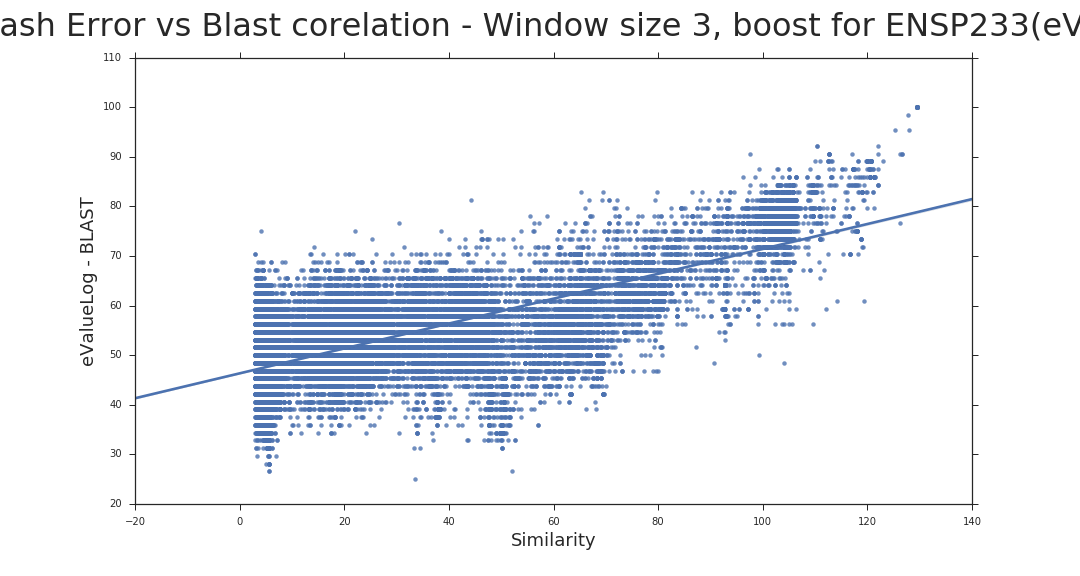 ash Error vs Blast corelation - Window size 3, boost for ENSP233(eV
110
100
90
80
70
60
50
40
30
20
eValueLog - BLAST
−20 0 20 40 60 80 100 120 140
Similarity